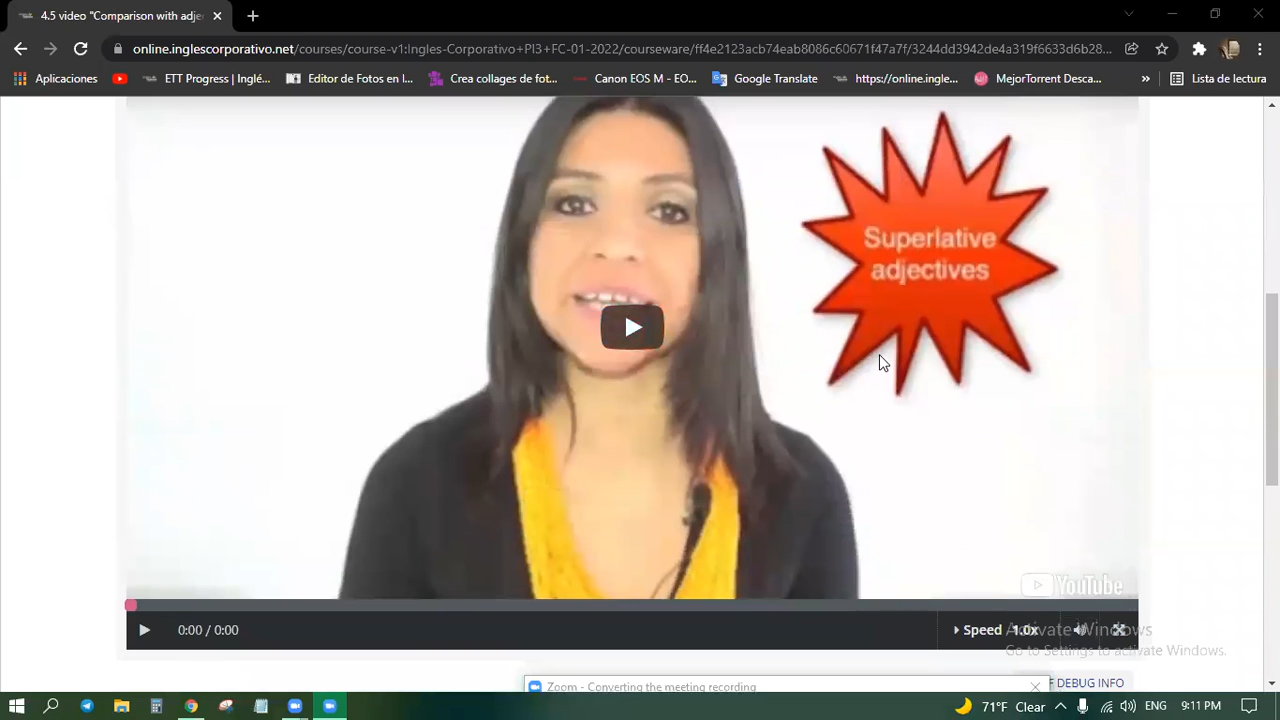 4.5 video "Comparison with adje
online.inglescorporativo.net/courses/course-v1:Ingles-Corporativo+PI3+FC-01-2022/courseware/ff4e2123acb74eab8086c60671f47a7f/3244dd3942de4a319f6633d6b28...
Aplicaciones
ETT Progress | Inglé...
Editor de Fotos en l...
Crea collages de fot...
Canon EOS M - EO...
Google Translate
https://online.ingle...
MejorTorrent Desca...
»
Lista de lectura
Superlative
adjectives
YouTube
0:00 / 0:00
Speed 1.0x
Activate Windows
Go to Settings to activate Windows.
Zoom - Converting the meeting recording
F DEBUG INFO
71°F Clear
ENG
9:11 PM